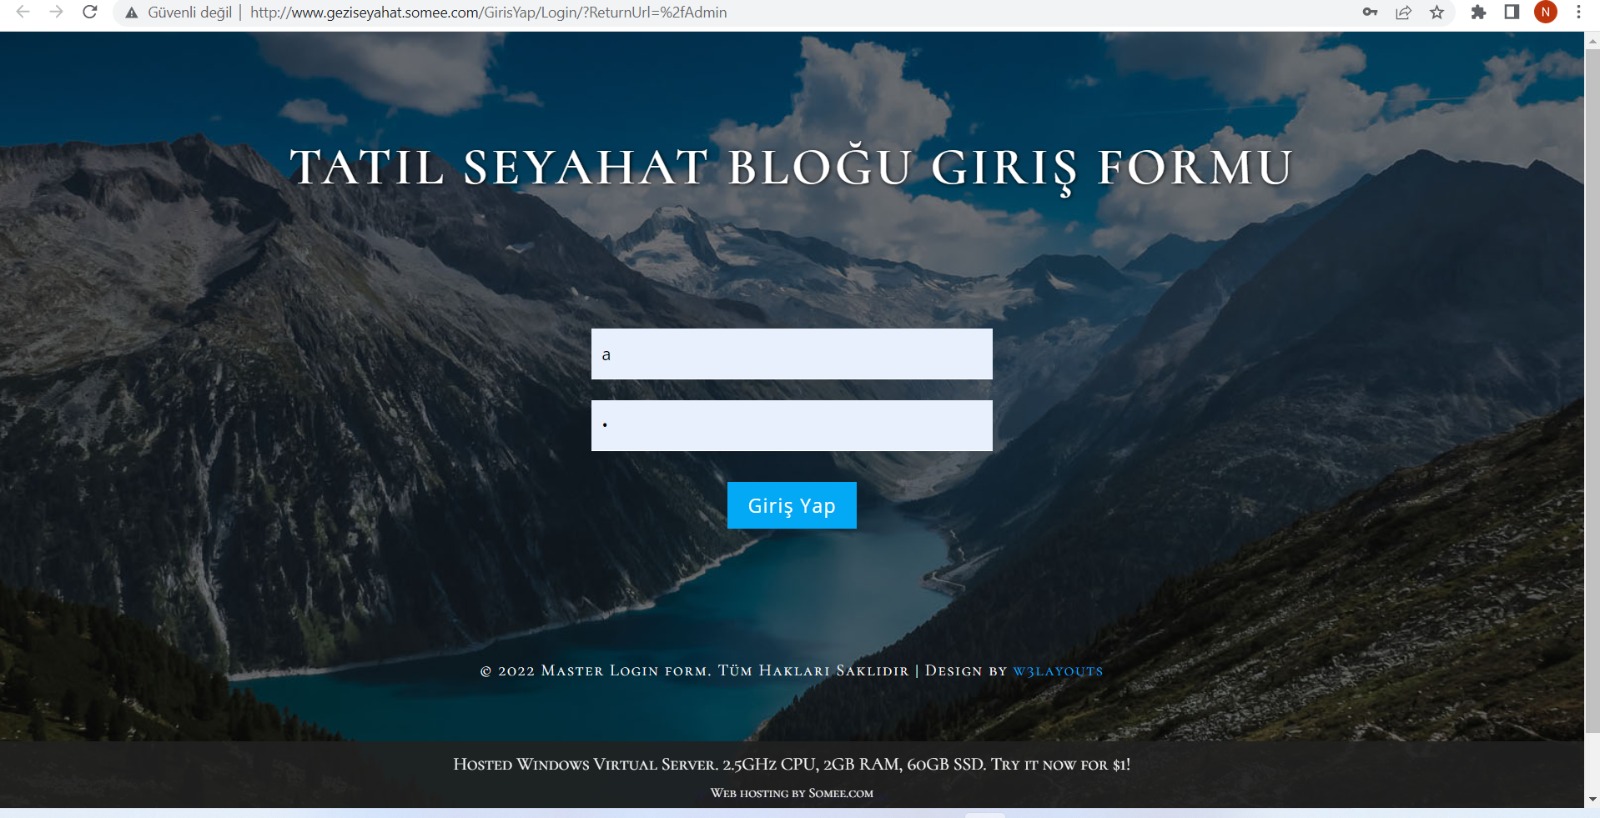 Güvenli değil | http://www.geziseyahat.somee.com/GirisYap/Login/?ReturnUrl=%2fAdmin
N
TATIL SEYAHAT BLOĞU GIRIŞ FORMU
a
•
Giriş Yap
© 2022 Master Login form. Tüm Hakları Saklıdır | Design by w3layouts
Hosted Windows Virtual Server. 2.5GHz CPU, 2GB RAM, 60GB SSD. Try it now for $1!
Web hosting by Somee.com